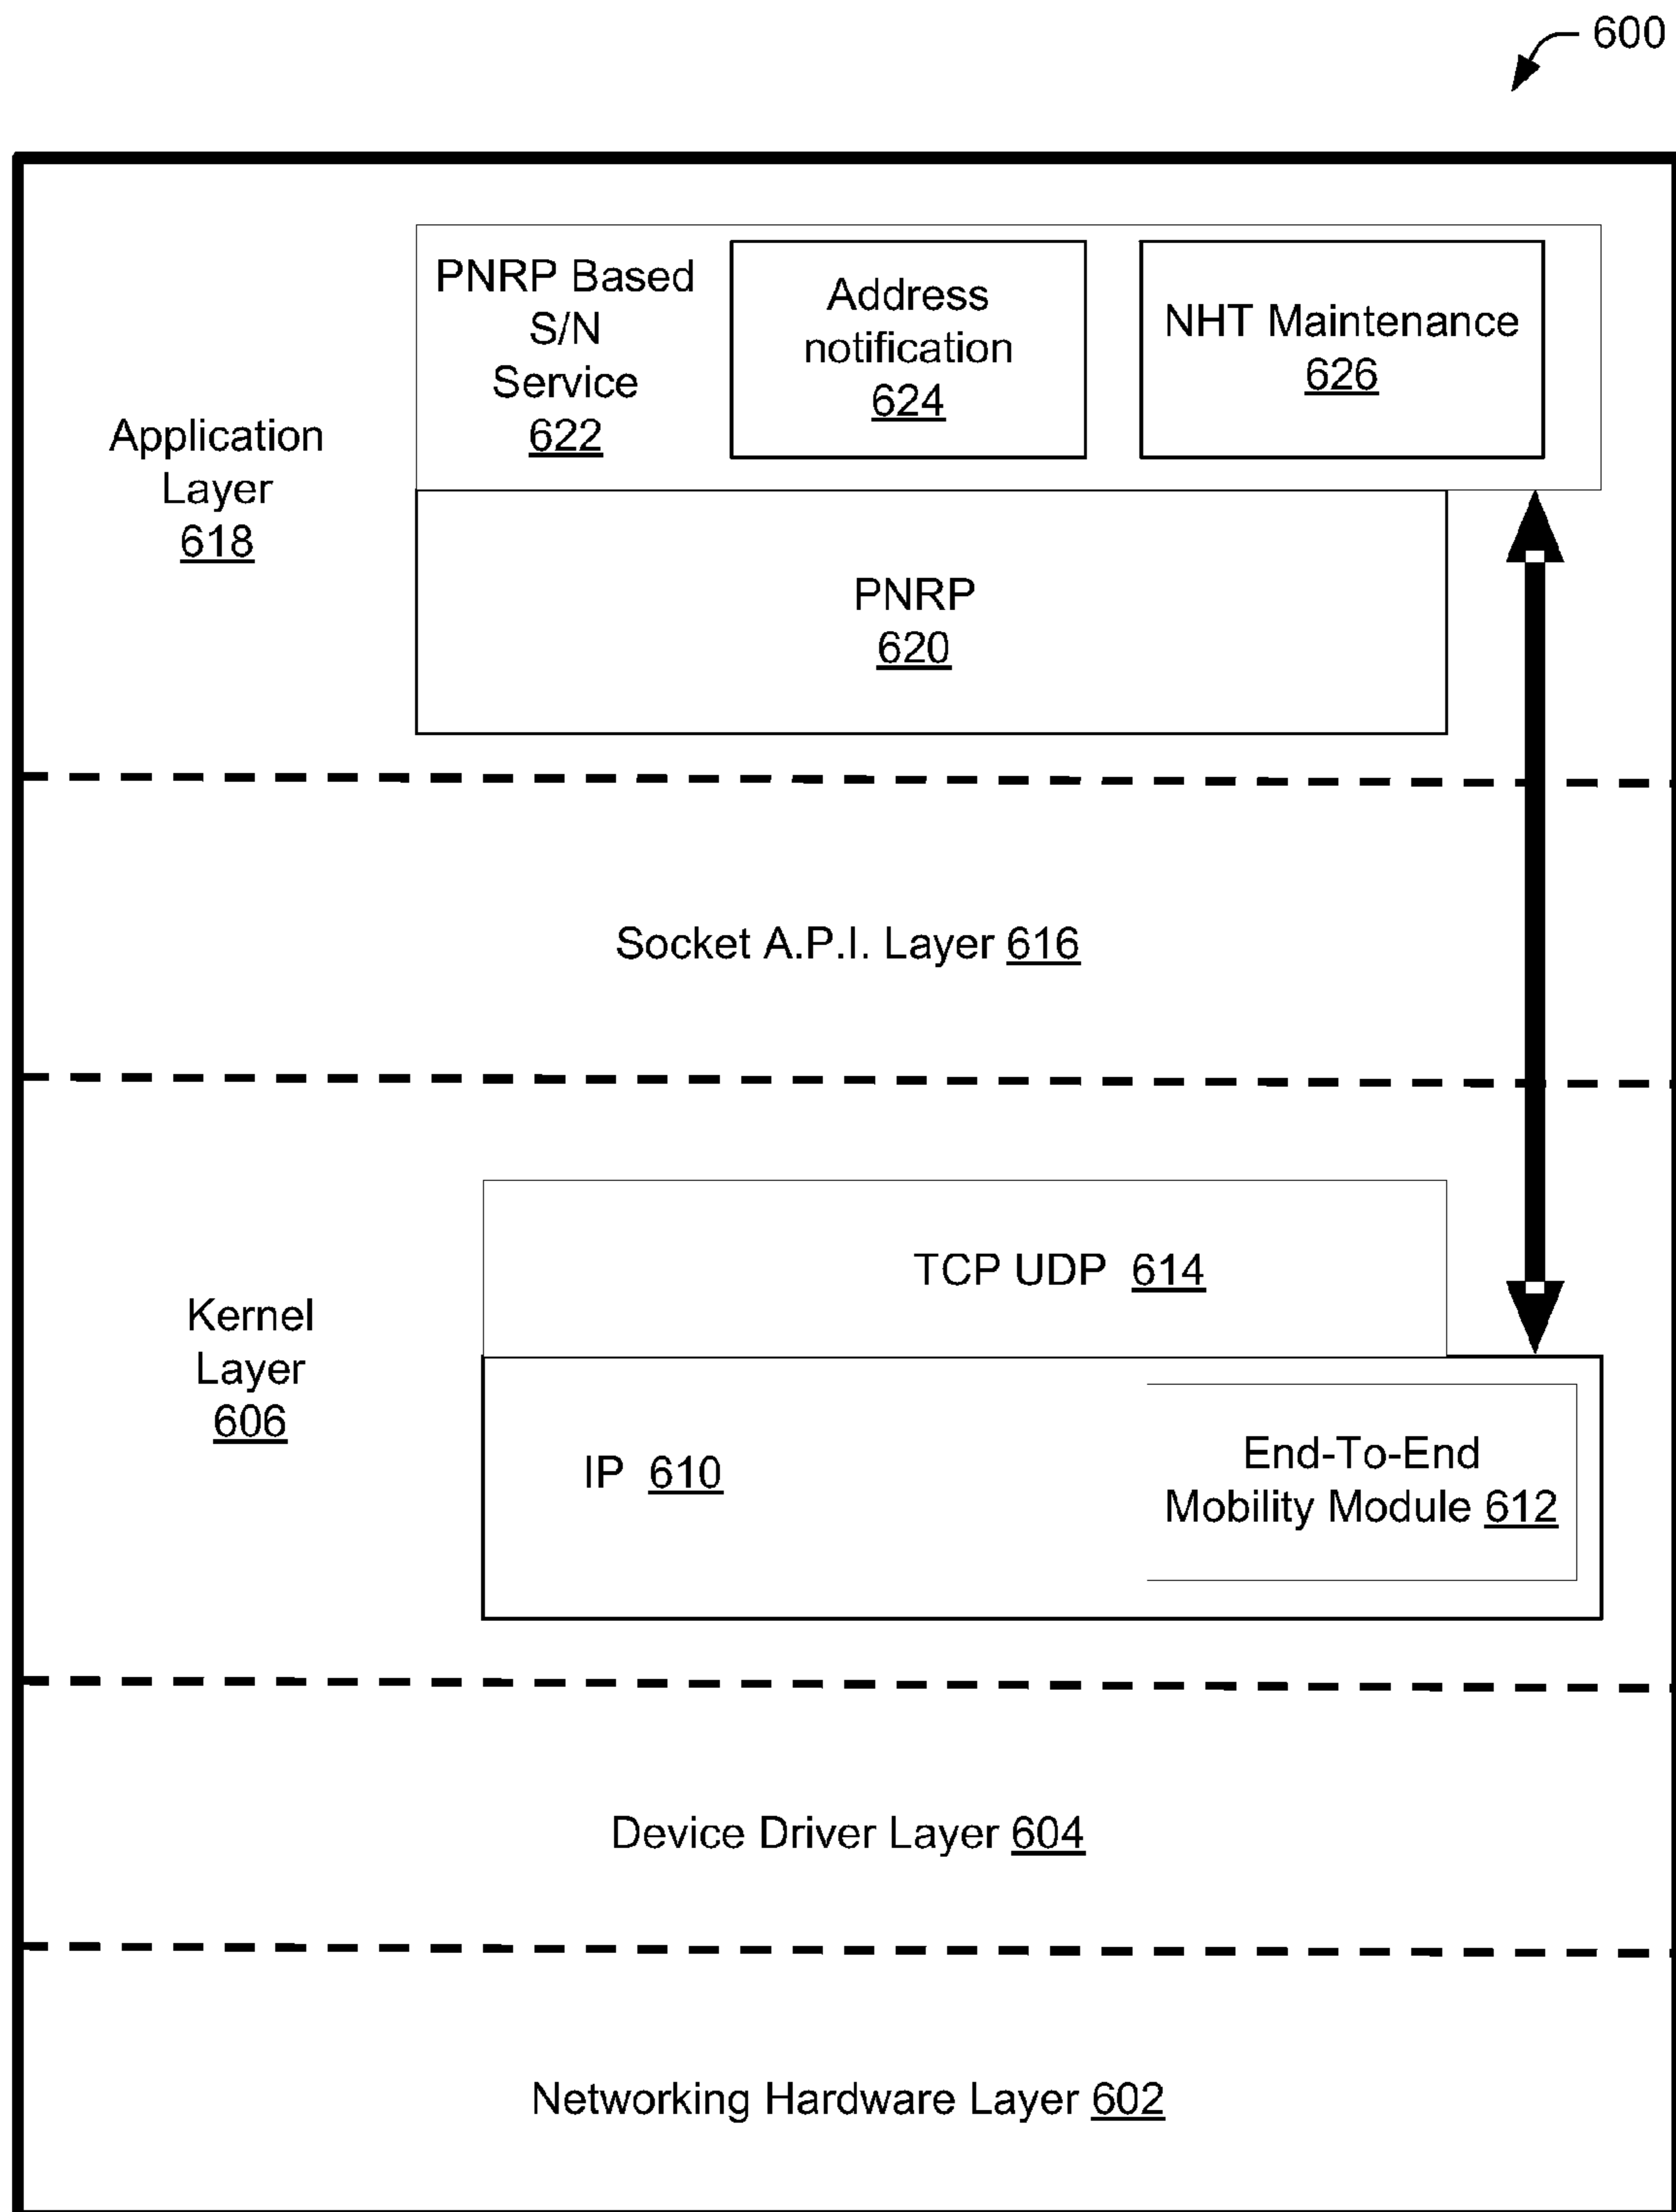 600
PNRP Based
S/N
Service
622
Address
notification
624
NHT Maintenance
626
Application
Layer
618
PNRP
620
Socket A.P.I. Layer 616
TCP UDP 614
Kernel
Layer
606
IP 610
End-To-End
Mobility Module 612
Device Driver Layer 604
Networking Hardware Layer 602